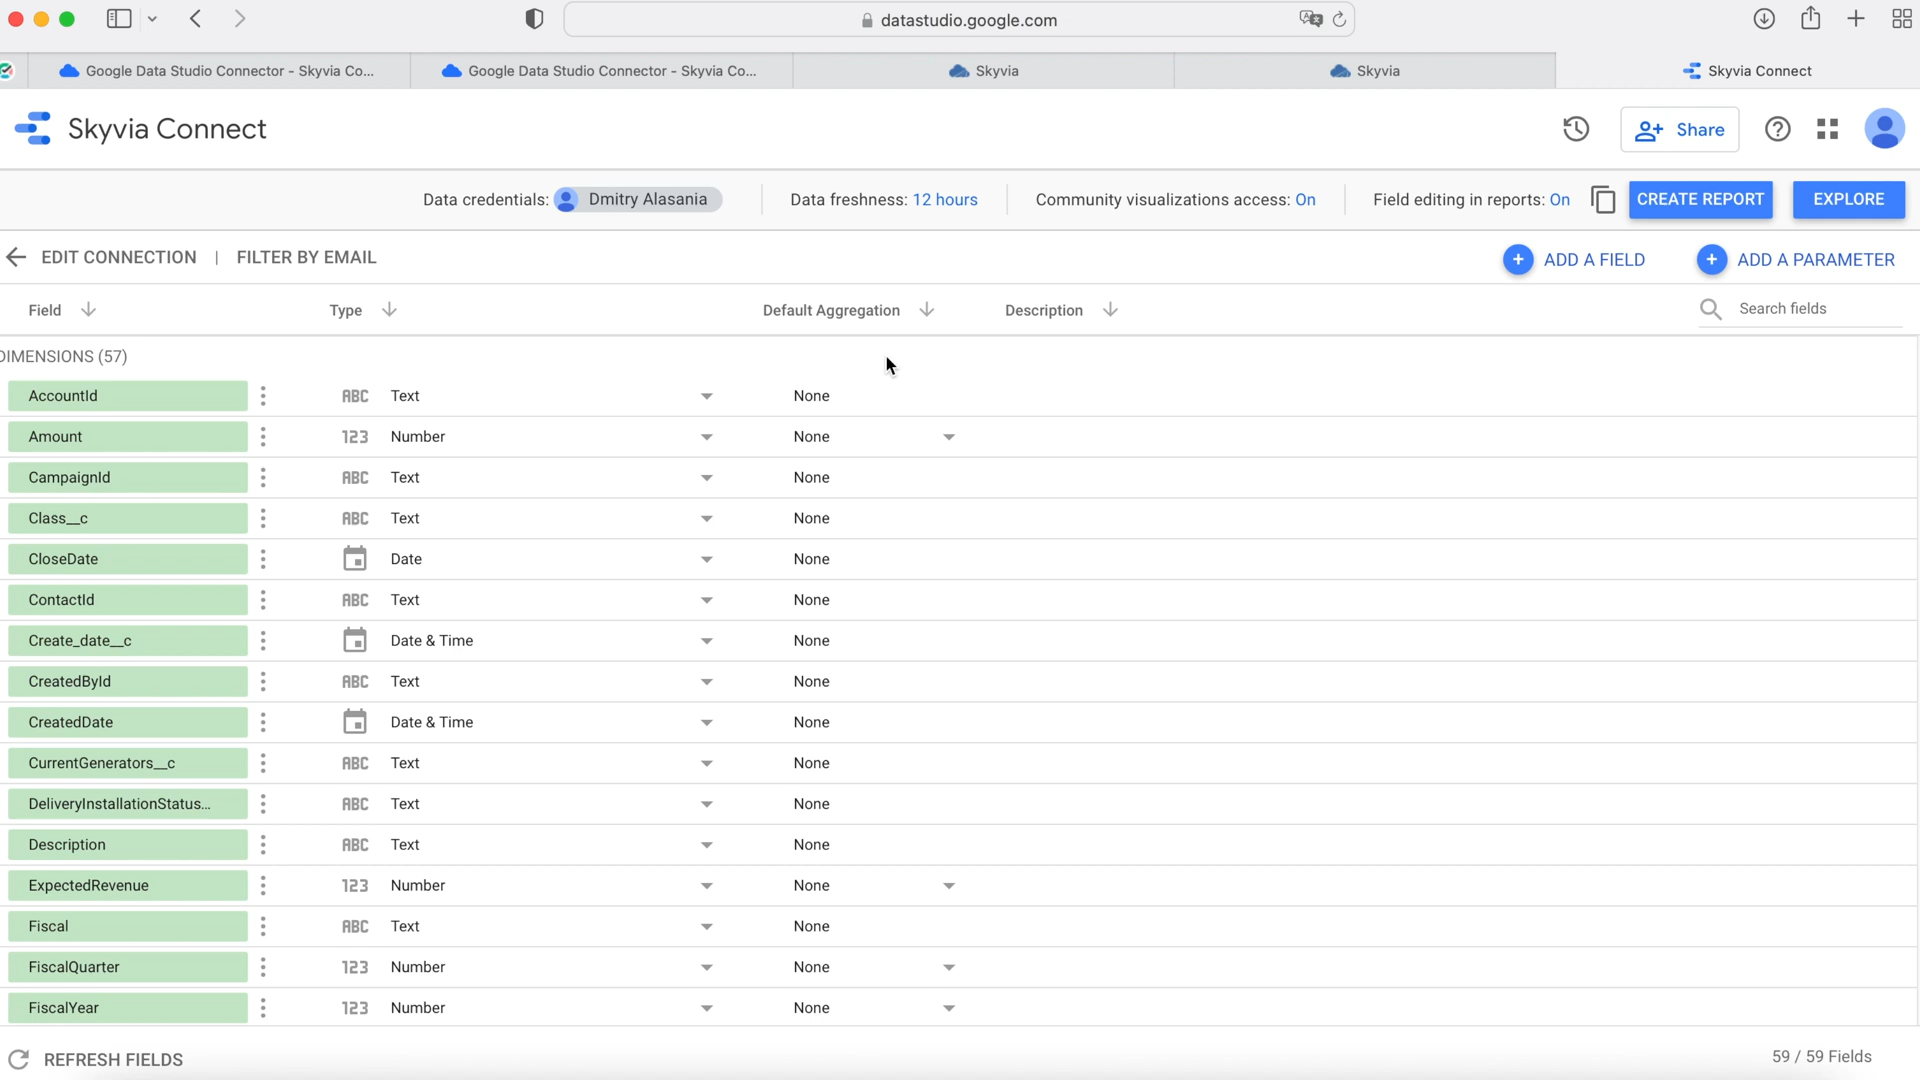 datastudio.google.com
Google Data Studio Connector - Skyvia Co...
Google Data Studio Connector - Skyvia Co...
Skyvia
Skyvia
Skyvia Connect
Skyvia Connect
Share
Data credentials: Dmitry Alasania
Data freshness: 12 hours
Community visualizations access: On
Field editing in reports: On
CREATE REPORT
EXPLORE
EDIT CONNECTION | FILTER BY EMAIL
+ ADD A FIELD
+ ADD A PARAMETER
Field Type Default Aggregation Description Search fields
DIMENSIONS (57)
AccountId ABC Text None
Amount 123 Number None
CampaignId ABC Text None
Class__c ABC Text None
CloseDate Date None
ContactId ABC Text None
Create_date__c Date & Time None
CreatedById ABC Text None
CreatedDate Date & Time None
CurrentGenerators__c ABC Text None
DeliveryInstallationStatus... ABC Text None
Description ABC Text None
ExpectedRevenue 123 Number None
Fiscal ABC Text None
FiscalQuarter 123 Number None
FiscalYear 123 Number None
REFRESH FIELDS
59 / 59 Fields